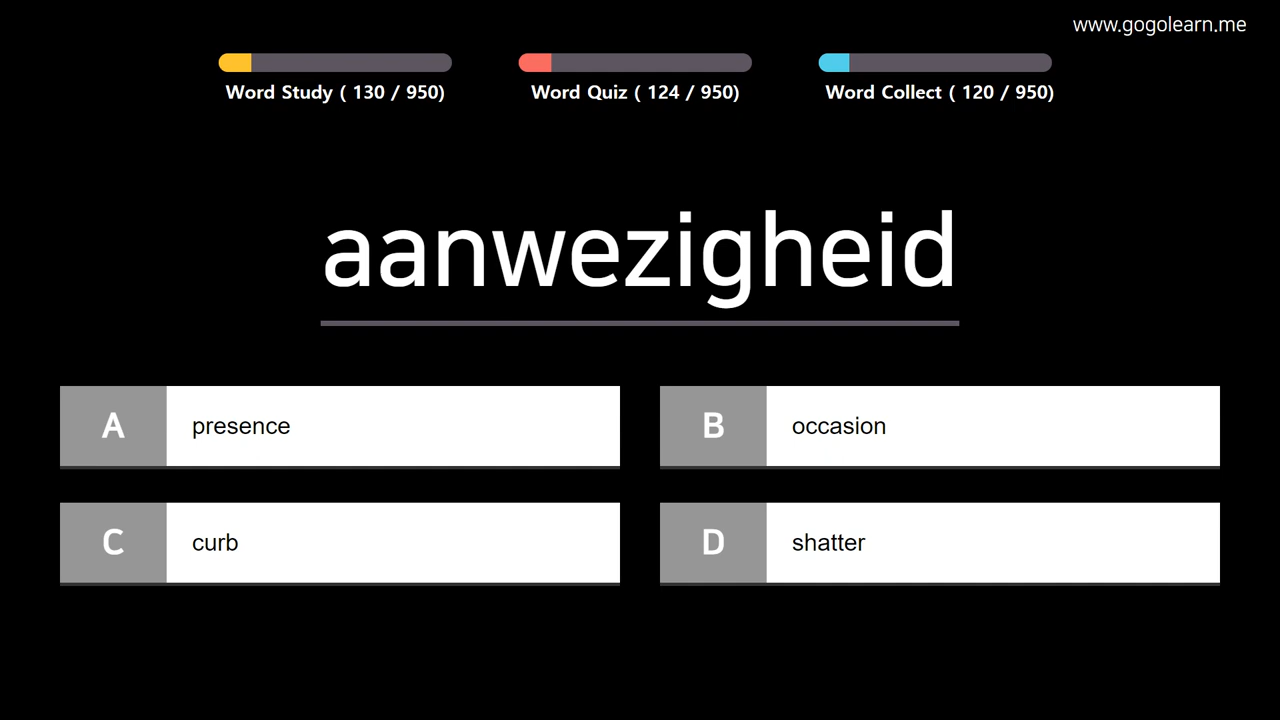 www.gogolearn.me
Word Study ( 130 / 950)
Word Quiz ( 124 / 950)
Word Collect ( 120 / 950)
aanwezigheid
A presence
B occasion
C curb
D shatter